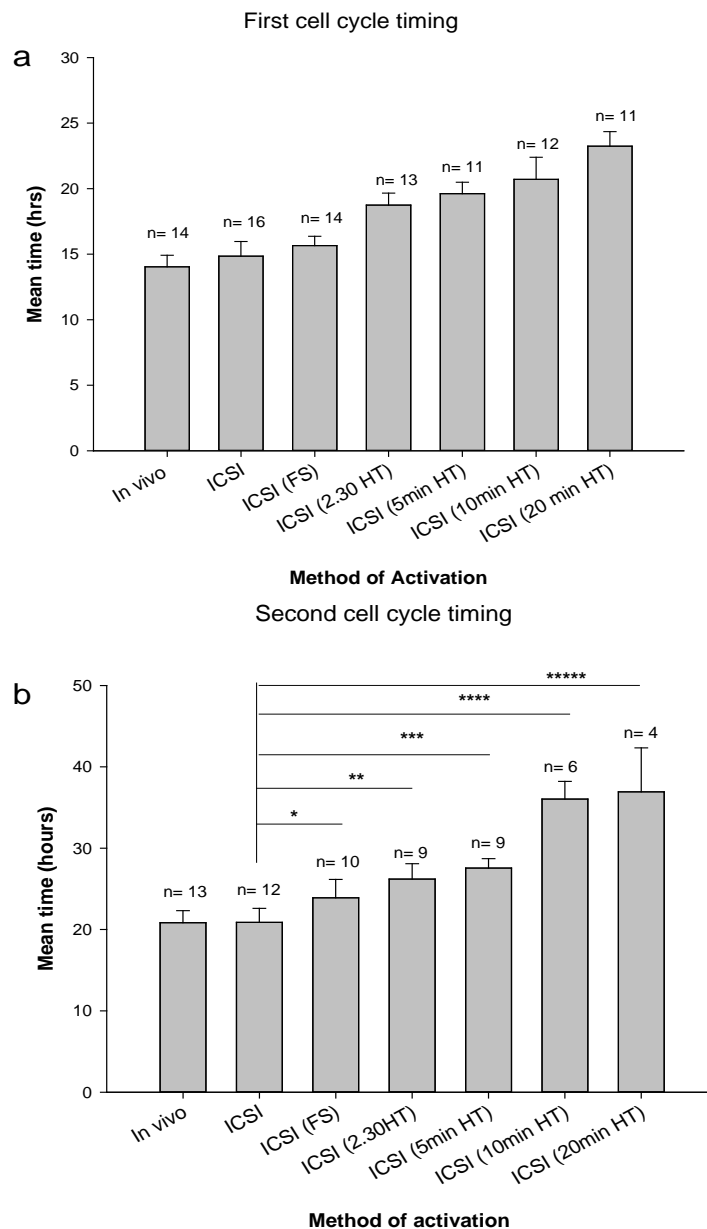 First cell cycle timing
a
30
25
20
15
10
5
0
Mean time (hrs)
n= 14
n= 16
n= 14
n= 13
n= 11
n= 12
n= 11
In vivo
ICSI
ICSI (FS)
ICSI (2.30 HT)
ICSI (5min HT)
ICSI (10min HT)
ICSI (20 min HT)
Method of Activation
Second cell cycle timing
b
50
40
30
20
10
0
Mean time (hours)
*****
****
***
**
*
n= 13
n= 12
n= 10
n= 9
n= 9
n= 6
n= 4
In vivo
ICSI
ICSI (FS)
ICSI (2.30HT)
ICSI (5min HT)
ICSI (10min HT)
ICSI (20min HT)
Method of activation